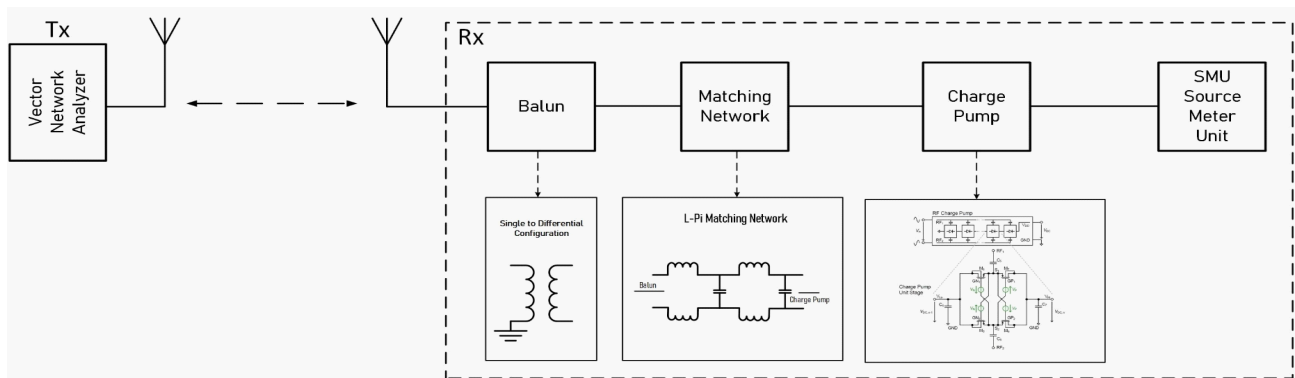 Tx
Vector
Network
Analyzer
Rx
Balun
Matching
Network
Charge
Pump
SMU
Source
Meter
Unit
Single to Differential
Configuration
L-Pi Matching Network
Balun
Charge Pump
RF Charge Pump
GND
Charge Pump
Unit Stage
GND
GND